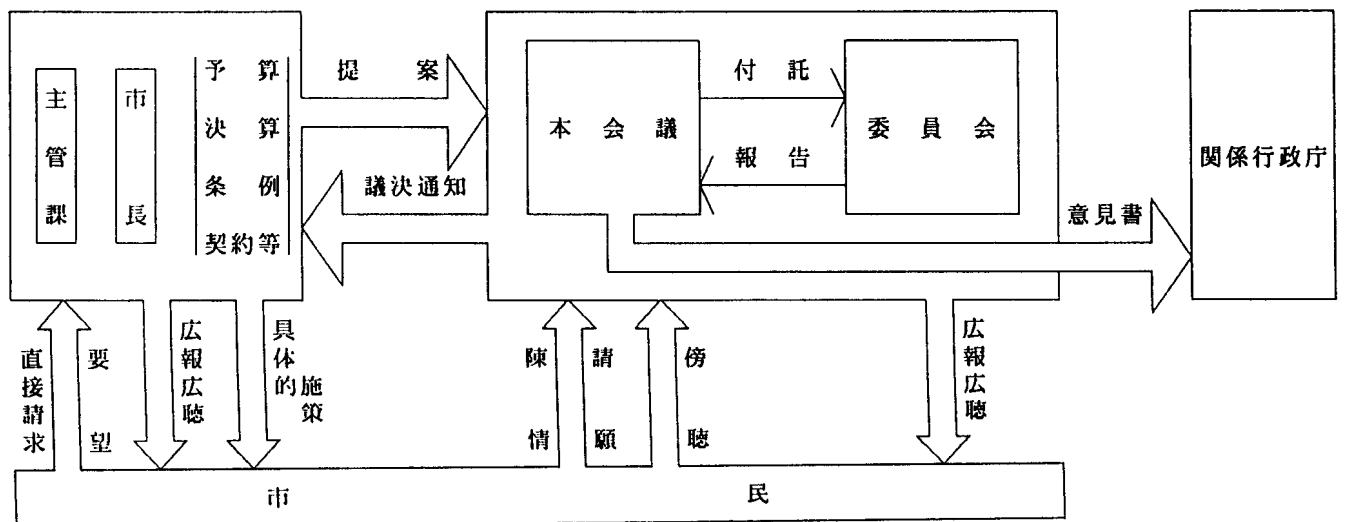 主管課
市長
予算
決算
条例
契約等
提案
議決通知
本会議
付託
報告
委員会
意見書
関係行政庁
直接請求
要望
広報広聴
具体的施策
陳情
請願
傍聴
広報広聴
市民